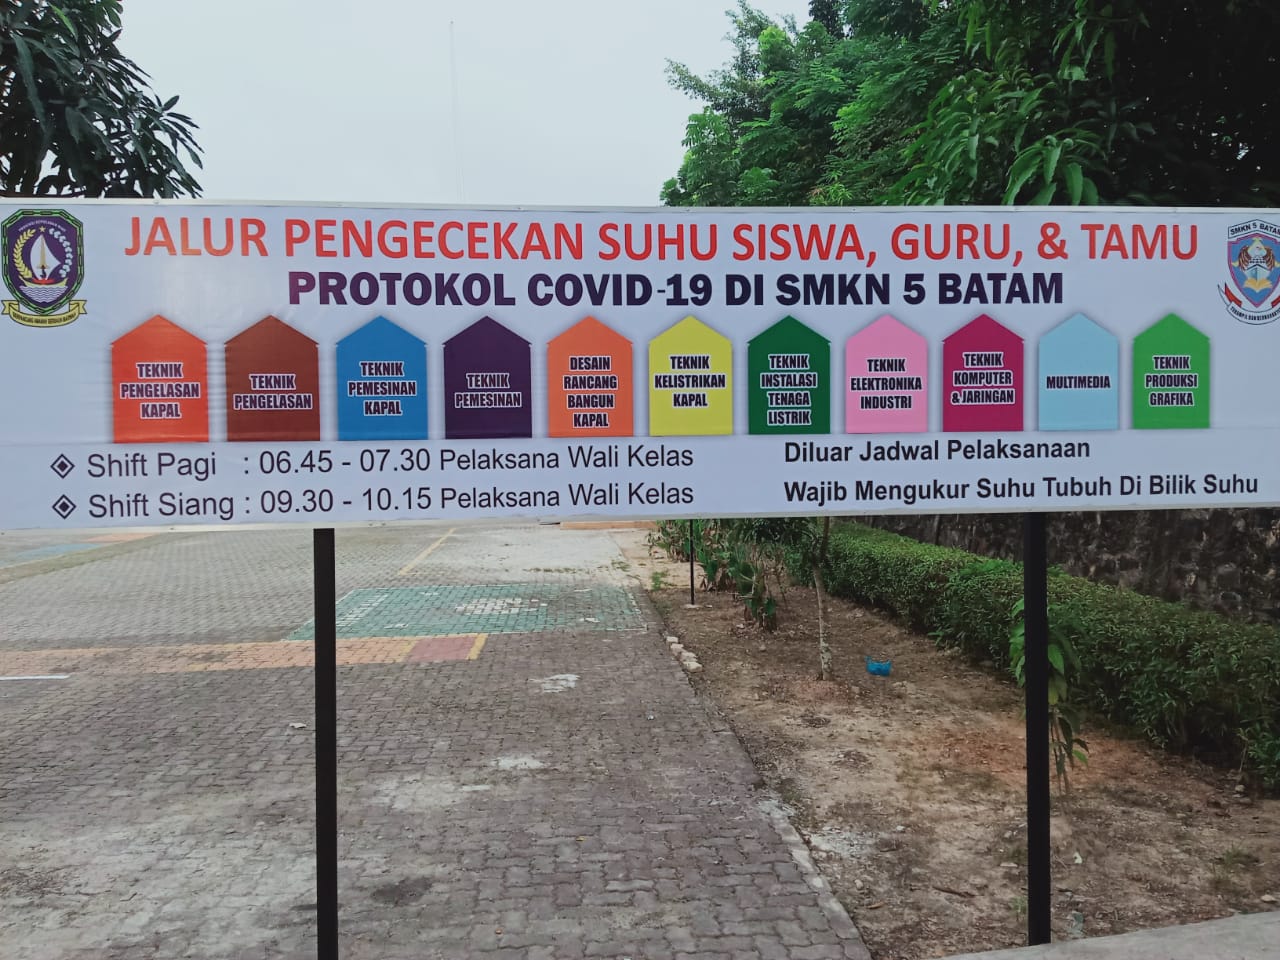 JALUR PENGECEKAN SUHU SISWA, GURU, & TAMU
PROTOKOL COVID-19 DI SMKN 5 BATAM
TEKNIK
PENGELASAN
KAPAL
TEKNIK
PENGELASAN
TEKNIK
PEMESINAN
KAPAL
TEKNIK
PEMESINAN
DESAIN
RANCANG
BANGUN
KAPAL
TEKNIK
KELISTRIKAN
KAPAL
TEKNIK
INSTALASI
TENAGA
LISTRIK
TEKNIK
ELEKTRONIKA
INDUSTRI
TEKNIK
KOMPUTER
& JARINGAN
MULTIMEDIA
TEKNIK
PRODUKSI
GRAFIKA
Shift Pagi : 06.45 - 07.30 Pelaksana Wali Kelas
Shift Siang : 09.30 - 10.15 Pelaksana Wali Kelas
Diluar Jadwal Pelaksanaan
Wajib Mengukur Suhu Tubuh Di Bilik Suhu
SMKN 5 BATAM